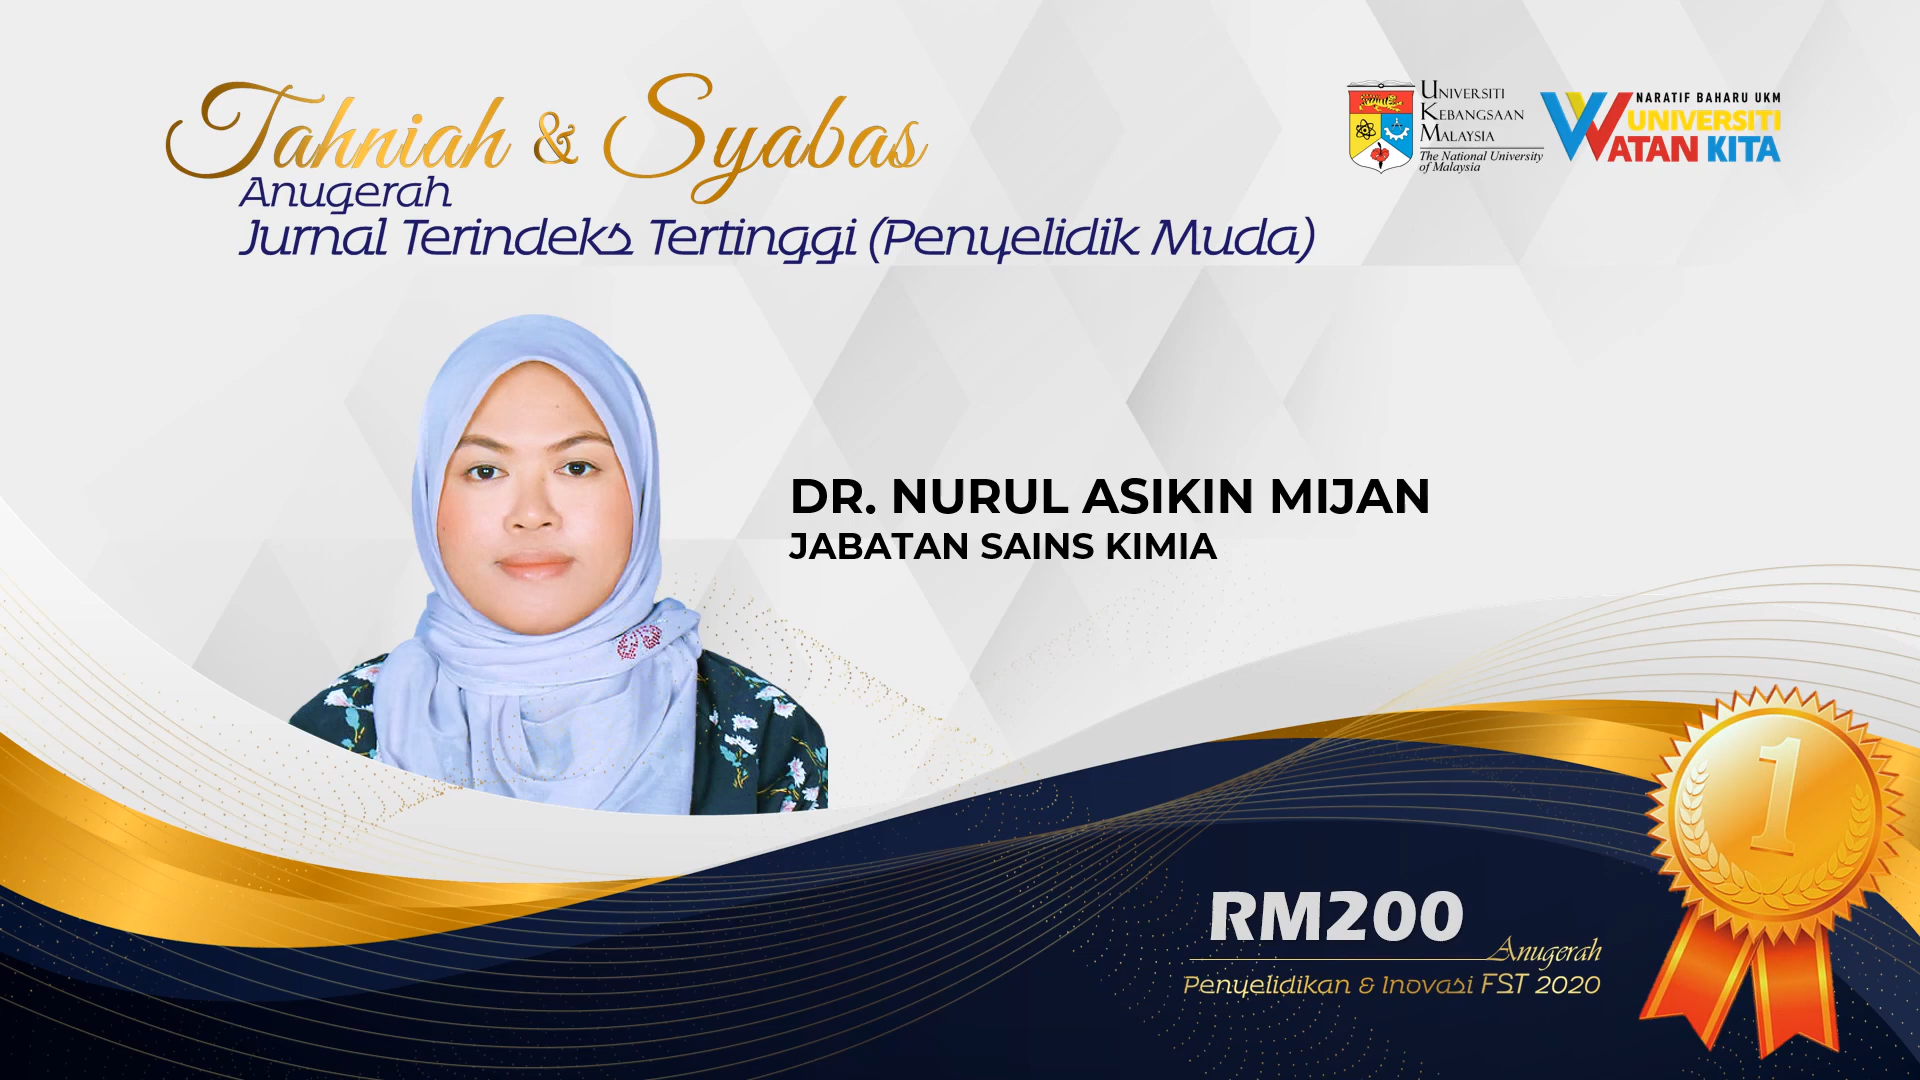 Tahniah & Syabas
Anugerah
Jurnal Terindeks Tertinggi (Penyelidik Muda)
UNIVERSITI
KEBANGSAAN
MALAYSIA
The National University
of Malaysia
NARATIF BAHARU UKM
UNIVERSITI
WATAN KITA
DR. NURUL ASIKIN MIJAN
JABATAN SAINS KIMIA
1
RM200
Anugerah
Penyelidikan & Inovasi FST 2020